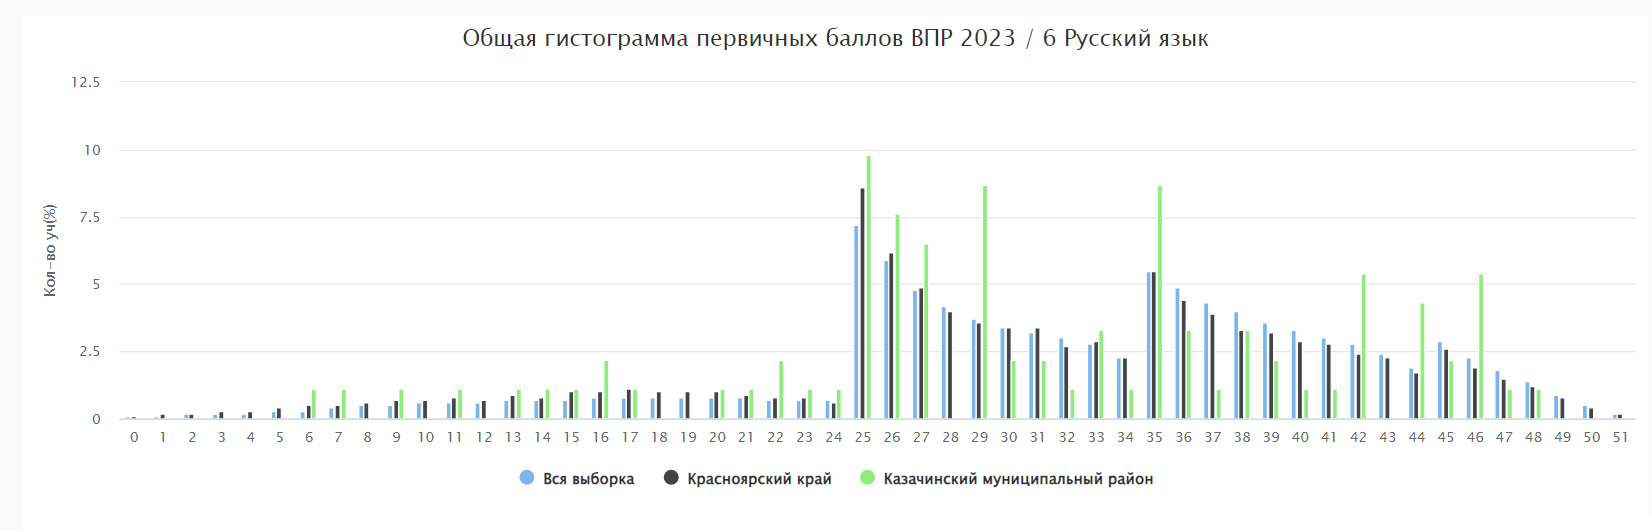 Общая гистограмма первичных баллов ВПР 2023 / 6 Русский язык
12.5
10
7.5
5
2.5
0
Кол-во уч(%)
0 1 2 3 4 5 6 7 8 9 10 11 12 13 14 15 16 17 18 19 20 21 22 23 24 25 26 27 28 29 30 31 32 33 34 35 36 37 38 39 40 41 42 43 44 45 46 47 48 49 50 51
Вся выборка Красноярский край Казачинский муниципальный район